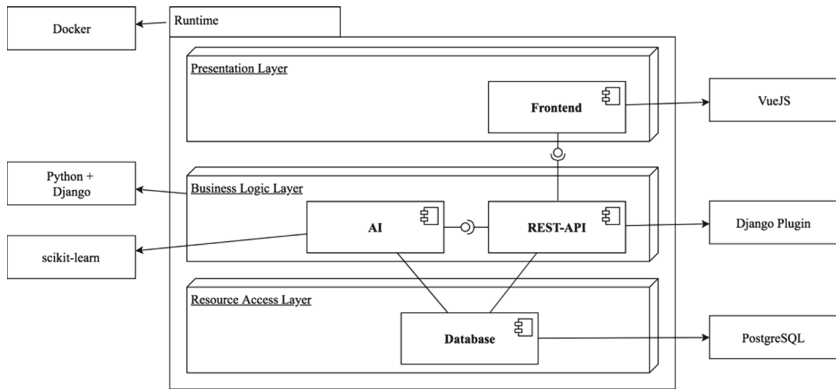 Docker
Runtime
Presentation Layer
Frontend
VueJS
Python +
Django
Business Logic Layer
AI
REST-API
Django Plugin
scikit-learn
Resource Access Layer
Database
PostgreSQL